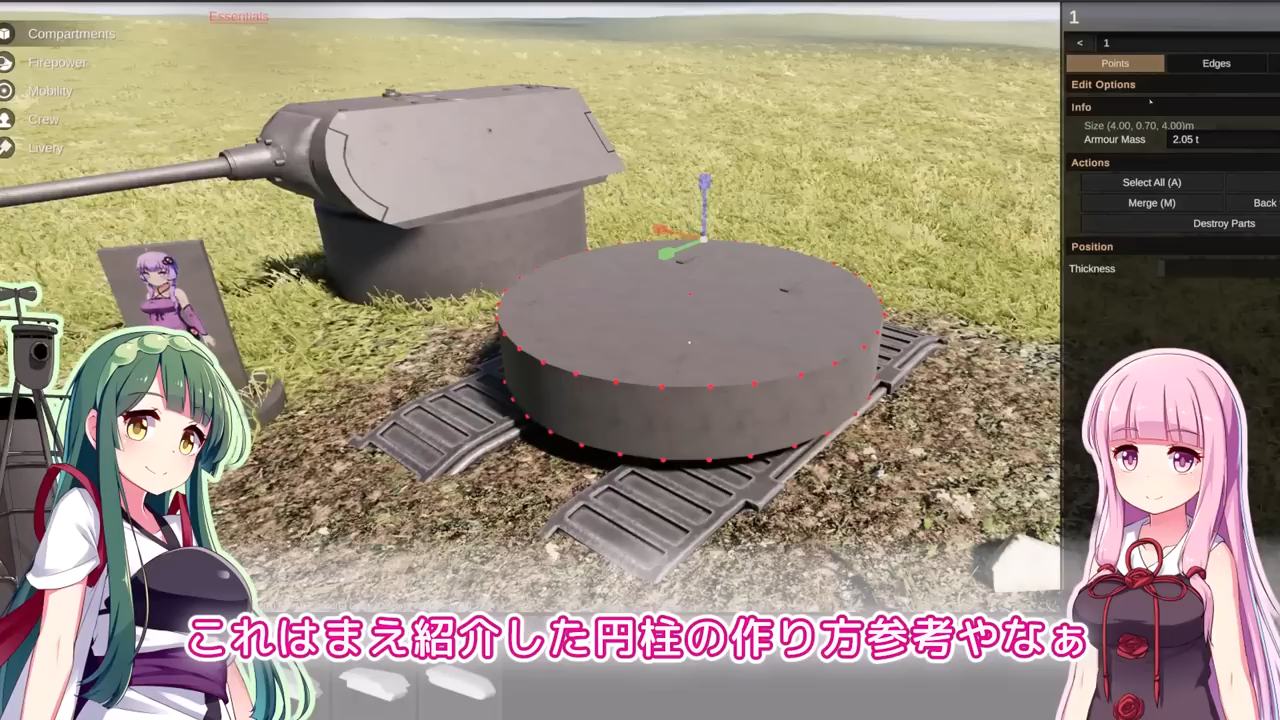 Essentials
Compartments
Firepower
Mobility
Crew
Livery
1
< 1
Points Edges
Edit Options
Info
Size (4.00, 0.70, 4.00)m
Armour Mass 2.05 t
Actions
Select All (A)
Merge (M) Back
Destroy Parts
Position
Thickness
これはまえ紹介した円柱の作り方参考やなぁ